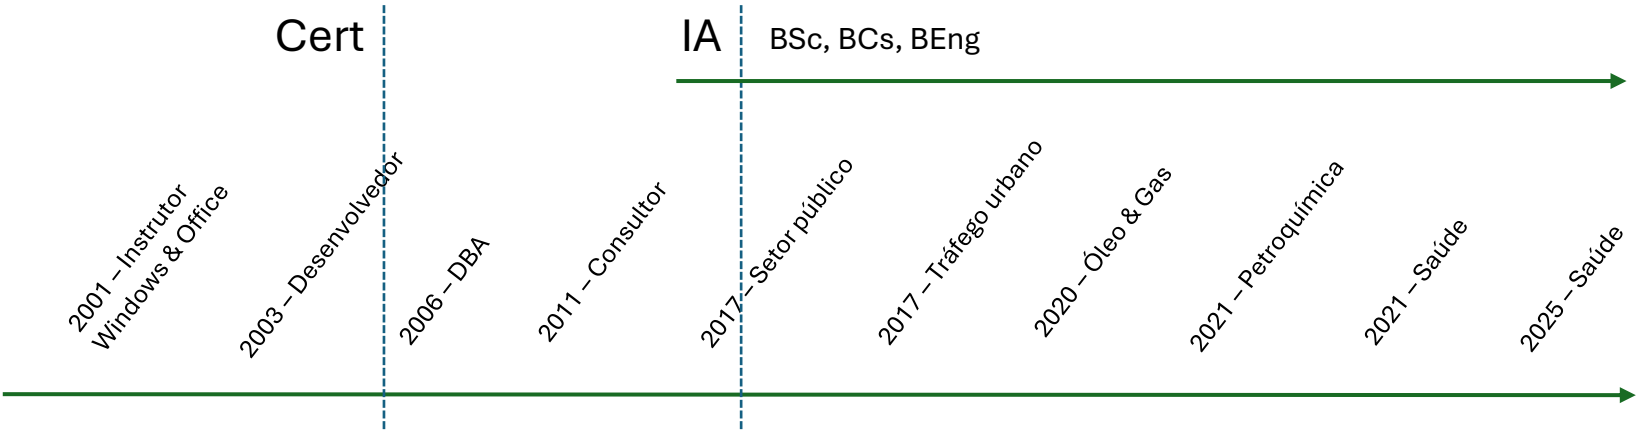 Cert
IA
BSc, BCs, BEng
2001 – Instrutor
Windows & Office
2003 – Desenvolvedor
2006 – DBA
2011 – Consultor
2017 – Setor público
2017 – Tráfego urbano
2020 – Óleo & Gas
2021 – Petroquímica
2021 – Saúde
2025 – Saúde